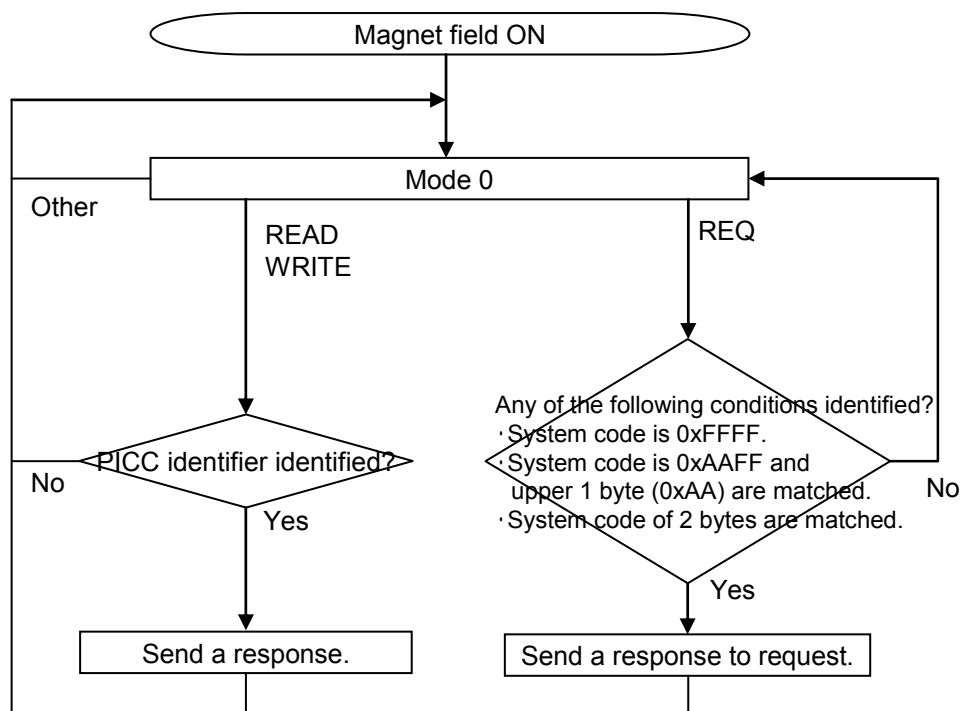 Magnet field ON
Mode 0
Other
READ
WRITE
REQ
Any of the following conditions identified?
·System code is 0xFFFF.
·System code is 0xAAFF and
upper 1 byte (0xAA) are matched.
·System code of 2 bytes are matched.
PICC identifier identified?
No
No
Yes
Yes
Send a response.
Send a response to request.